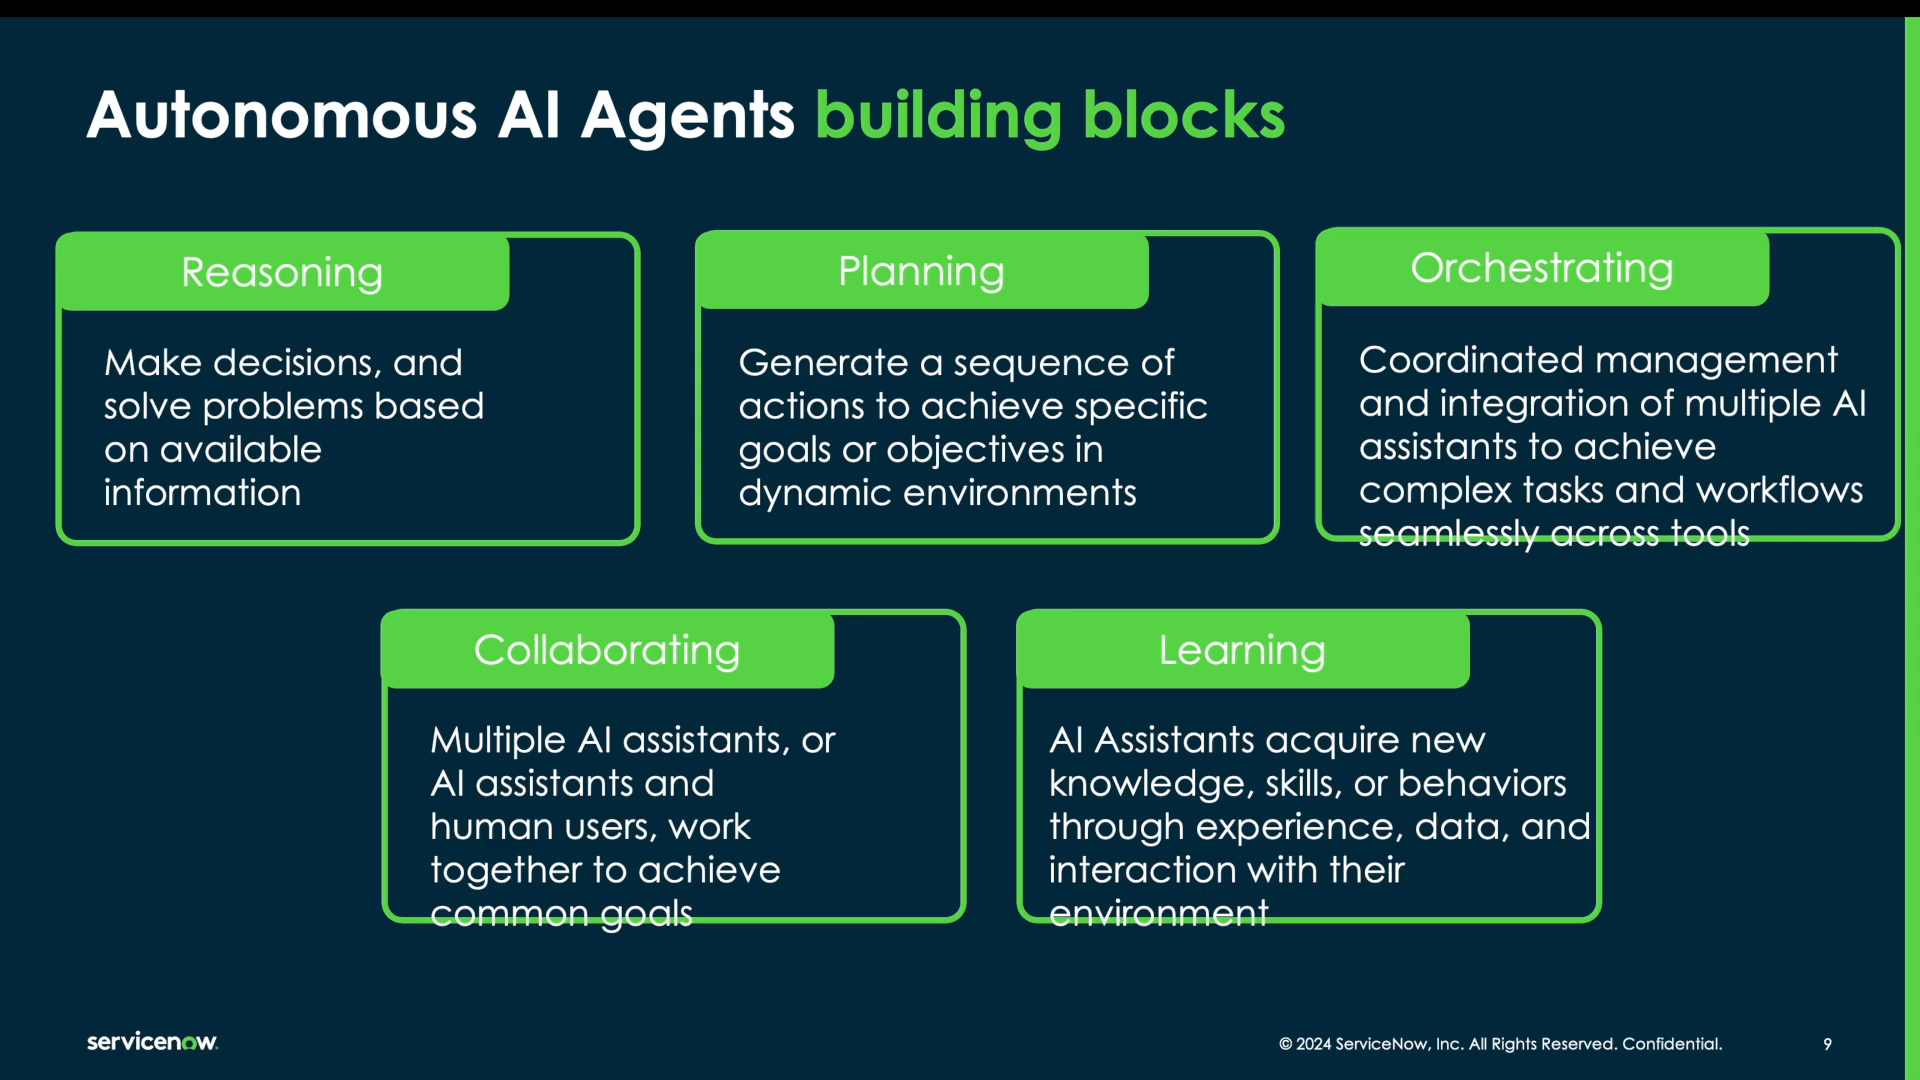 Autonomous AI Agents building blocks
Reasoning
Make decisions, and
solve problems based
on available
information
Planning
Generate a sequence of
actions to achieve specific
goals or objectives in
dynamic environments
Orchestrating
Coordinated management
and integration of multiple AI
assistants to achieve
complex tasks and workflows
seamlessly across tools
Collaborating
Multiple AI assistants, or
AI assistants and
human users, work
together to achieve
common goals
Learning
AI Assistants acquire new
knowledge, skills, or behaviors
through experience, data, and
interaction with their
environment
servicenow
© 2024 ServiceNow, Inc. All Rights Reserved. Confidential.
9